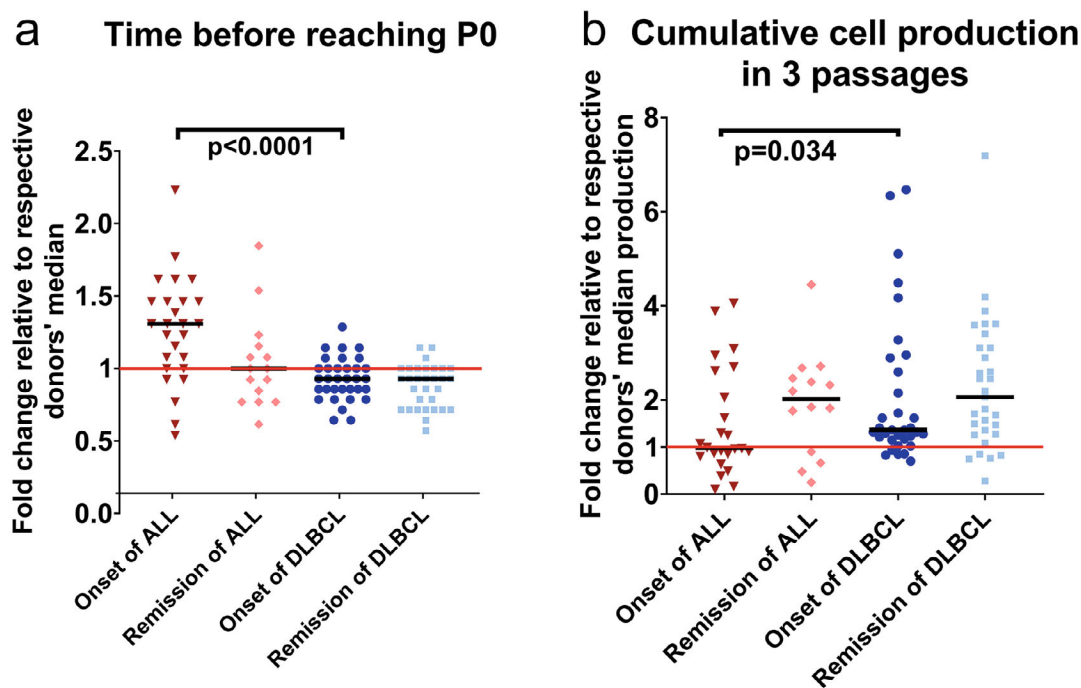 a
Time before reaching P0
Fold change relative to respective
donors' median
2.5
2.0
1.5
1
0.5
0.0
p<0.0001
Onset of ALL
Remission of ALL
Onset of DLBCL
Remission of DLBCL
b
Cumulative cell production
in 3 passages
Fold change relative to respective
donors' median production
8
6
4
2
1
0
p=0.034
Onset of ALL
Remission of ALL
Onset of DLBCL
Remission of DLBCL